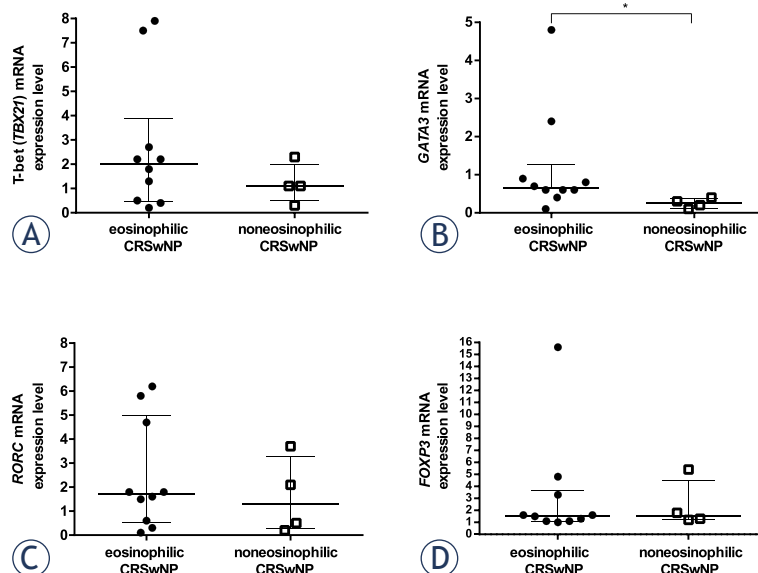 T-bet (TBX21) mRNA
expression level
8
7
6
5
4
3
2
1
0
eosinophilic
CRSwNP
noneosinophilic
CRSwNP
A
*
GATA3 mRNA
expression level
5
4
3
2
1
0
eosinophilic
CRSwNP
noneosinophilic
CRSwNP
B
RORC mRNA
expression level
8
7
6
5
4
3
2
1
0
eosinophilic
CRSwNP
noneosinophilic
CRSwNP
C
FOXP3 mRNA
expression level
16
15
14
13
12
11
10
9
8
7
6
5
4
3
2
1
0
eosinophilic
CRSwNP
noneosinophilic
CRSwNP
D